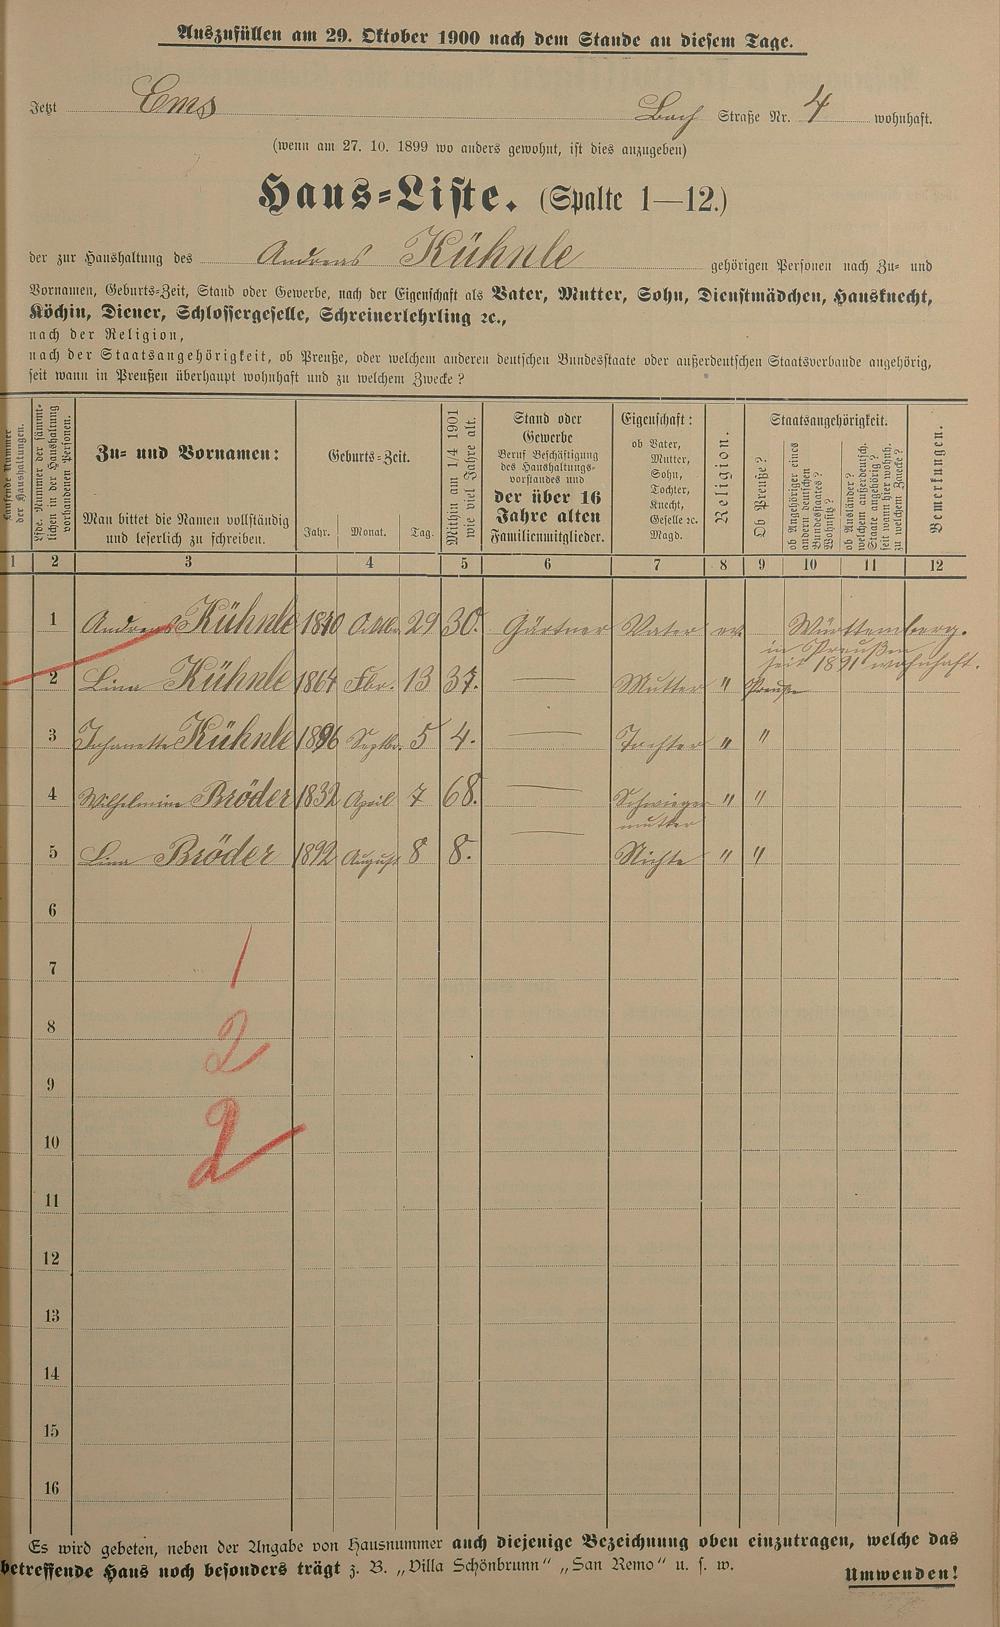 Auszufüllen am 29. Oktober 1900 nach dem Stande an diesem Tage.
Jetzt Ems Bach Straße Nr. 4 wohnhaft.
(wenn am 27. 10. 1899 wo anders gewohnt, ist dies anzugeben)
Haus-Liste. (Spalte 1—12.)
der zur Haushaltung des Andreas Kühnle gehörigen Personen nach Zu- und
Vornamen, Geburts-Zeit, Stand oder Gewerbe, nach der Eigenschaft als Vater, Mutter, Sohn, Dienstmädchen, Hausknecht,
Köchin, Diener, Schlossergeselle, Schreinerlehrling ꝛc.,
nach der Religion,
nach der Staatsangehörigkeit, ob Preuße, oder welchem anderen deutschen Bundesstaate oder außerdeutschen Staatsverbande angehörig,
seit wann in Preußen überhaupt wohnhaft und zu welchem Zwecke?
Laufende Nummer
der Haushaltungen.
Lfde. Nummer der sämmt-
lichen in der Haushaltung
vorhandenen Personen.
Zu- und Vornamen:
Man bittet die Namen vollständig
und leserlich zu schreiben.
Geburts-Zeit.
Jahr. Monat. Tag.
Mithin am 1/4 1901
wie viel Jahre alt.
Stand oder
Gewerbe
Beruf Beschäftigung
des Haushaltungs-
vorstandes und
der über 16
Jahre alten
Familienmitglieder.
Eigenschaft:
ob Vater,
Mutter,
Sohn,
Tochter,
Knecht,
Geselle ꝛc.
Magd.
Religion.
Staatsangehörigkeit.
Ob Preuße?
ob Angehöriger eines
andern deutschen
Bundesstaates?
Wohnsitz?
ob Ausländer?
welchem außerdeutsch.
Staate angehörig?
seit wann hier wohnh.
zu welchem Zwecke?
Bemerkungen.
1 2 3 4 5 6 7 8 9 10 11 12
1 Andreas Kühnle Oktbr. 29 30. Gärtner Vater ev. Württemberg.
in Preußen
seit 1891 wohnhaft.
2 Lina Kühnle 1864 Fbr. 13 37. — Mutter " Preuße
3 Johanette Kühnle 1896 Septbr. 5 4. — Tochter " "
4 Wilhelmine Bröder 1832 April 7 68. — Schwieger " "
mutter
5 Lina Bröder 1892 August 8 8. — Nichte " "
6
7 1
8 2
9
10 2
11
12
13
14
15
16
Es wird gebeten, neben der Angabe von Hausnummer auch diejenige Bezeichnung oben einzutragen, welche das
betreffende Haus noch besonders trägt z. B. „Villa Schönbrunn" „San Remo" u. s. w.
Umwenden!